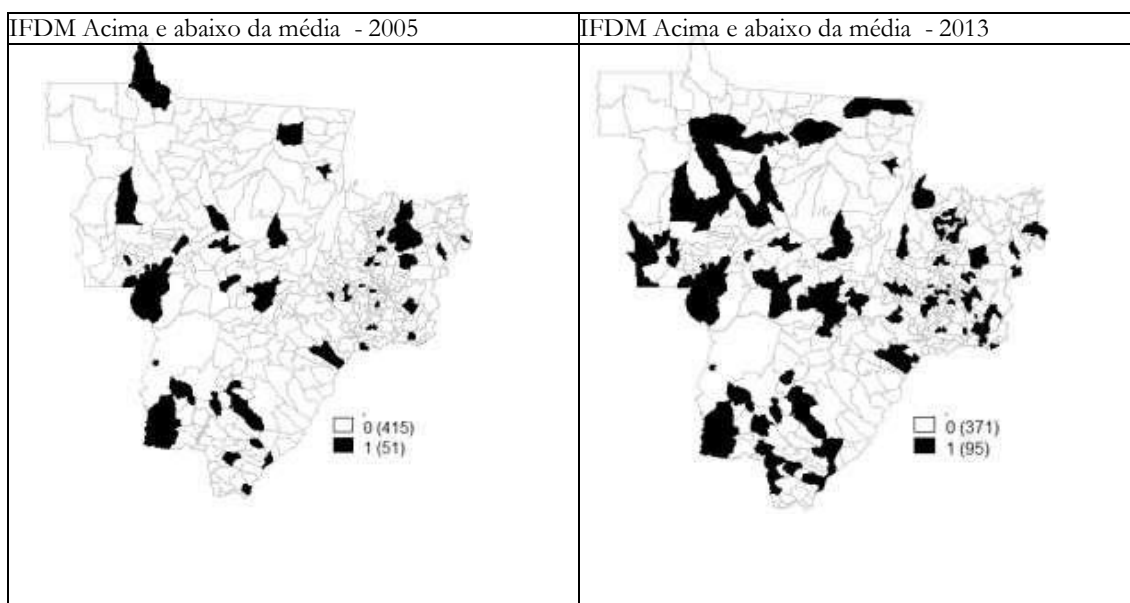 IFDM Acima e abaixo da média - 2005
IFDM Acima e abaixo da média - 2013
0 (415)
1 (51)
0 (371)
1 (95)